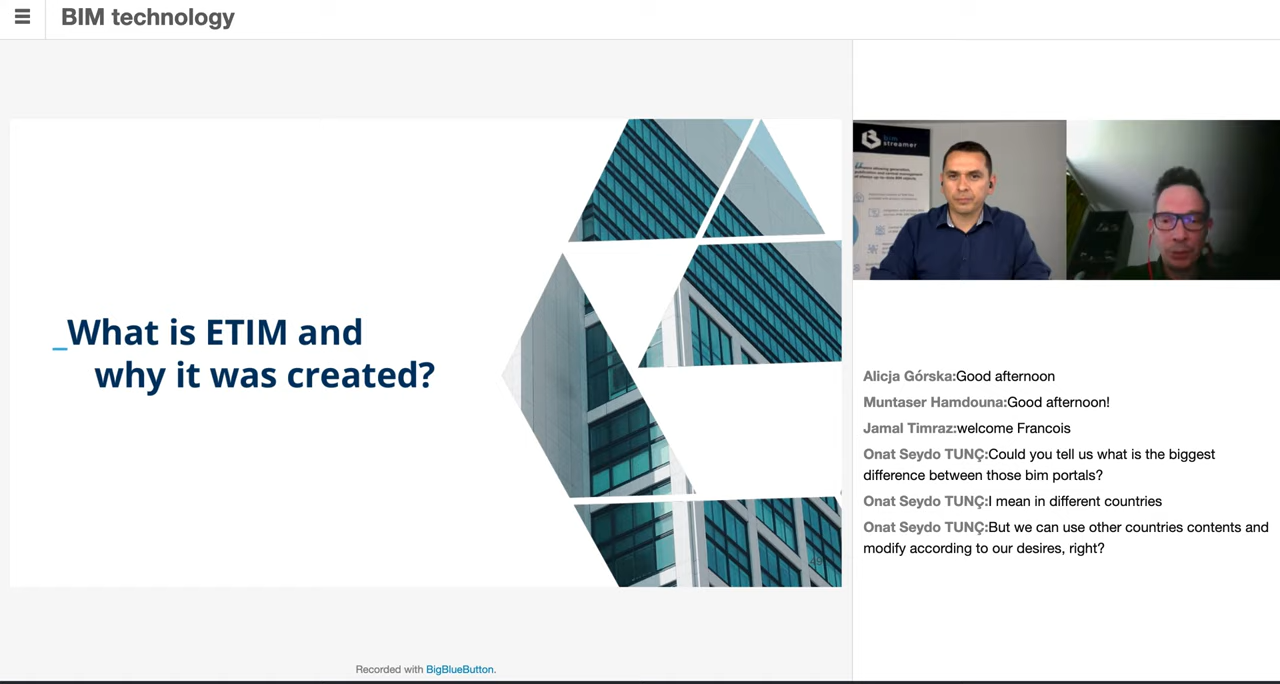 BIM technology
_What is ETIM and
why it was created?
streamer
Alicja Górska:Good afternoon
Muntaser Hamdouna:Good afternoon!
Jamal Timraz:welcome Francois
Onat Seydo TUNÇ:Could you tell us what is the biggest
difference between those bim portals?
Onat Seydo TUNÇ:I mean in different countries
Onat Seydo TUNÇ:But we can use other countries contents and
modify according to our desires, right?
Recorded with BigBlueButton.